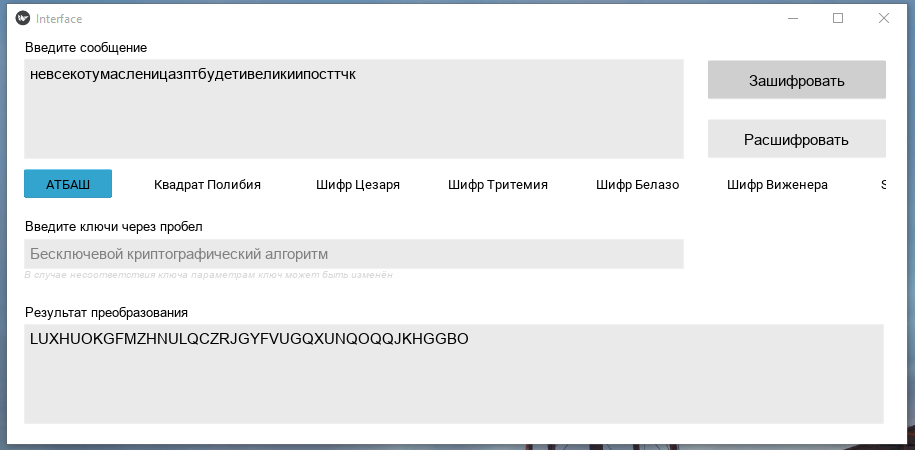 Interface
Введите сообщение
невсекотумасленицазптбудетивеликиипосттчк
Зашифровать
Расшифровать
АТБАШ Квадрат Полибия Шифр Цезаря Шифр Тритемия Шифр Белазо Шифр Виженера S
Введите ключи через пробел
Бесключевой криптографический алгоритм
В случае несоответствия ключа параметрам ключ может быть изменён
Результат преобразования
LUXHUOKGFMZHNULQCZRJGYFVUGQXUNQOQQJKHGGBO